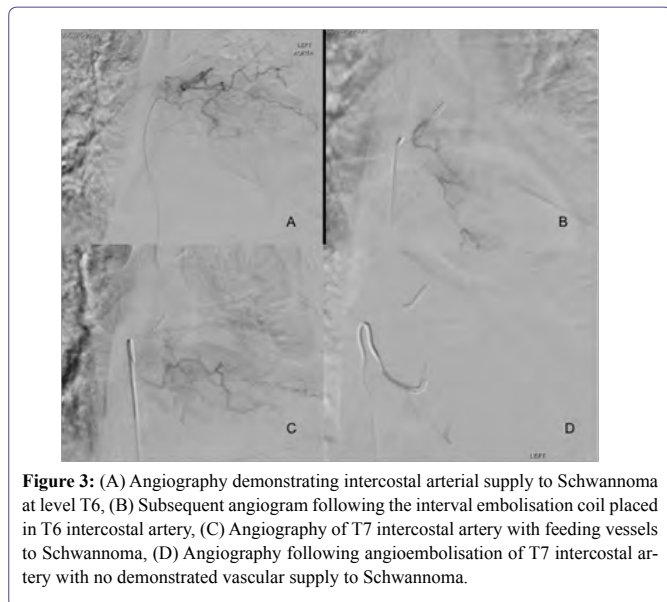 LEFT
A
B
C
D
LEFT
Figure 3: (A) Angiography demonstrating intercostal arterial supply to Schwannoma
at level T6, (B) Subsequent angiogram following the interval embolisation coil placed
in T6 intercostal artery, (C) Angiography of T7 intercostal artery with feeding vessels
to Schwannoma, (D) Angiography following angioembolisation of T7 intercostal ar-
tery with no demonstrated vascular supply to Schwannoma.